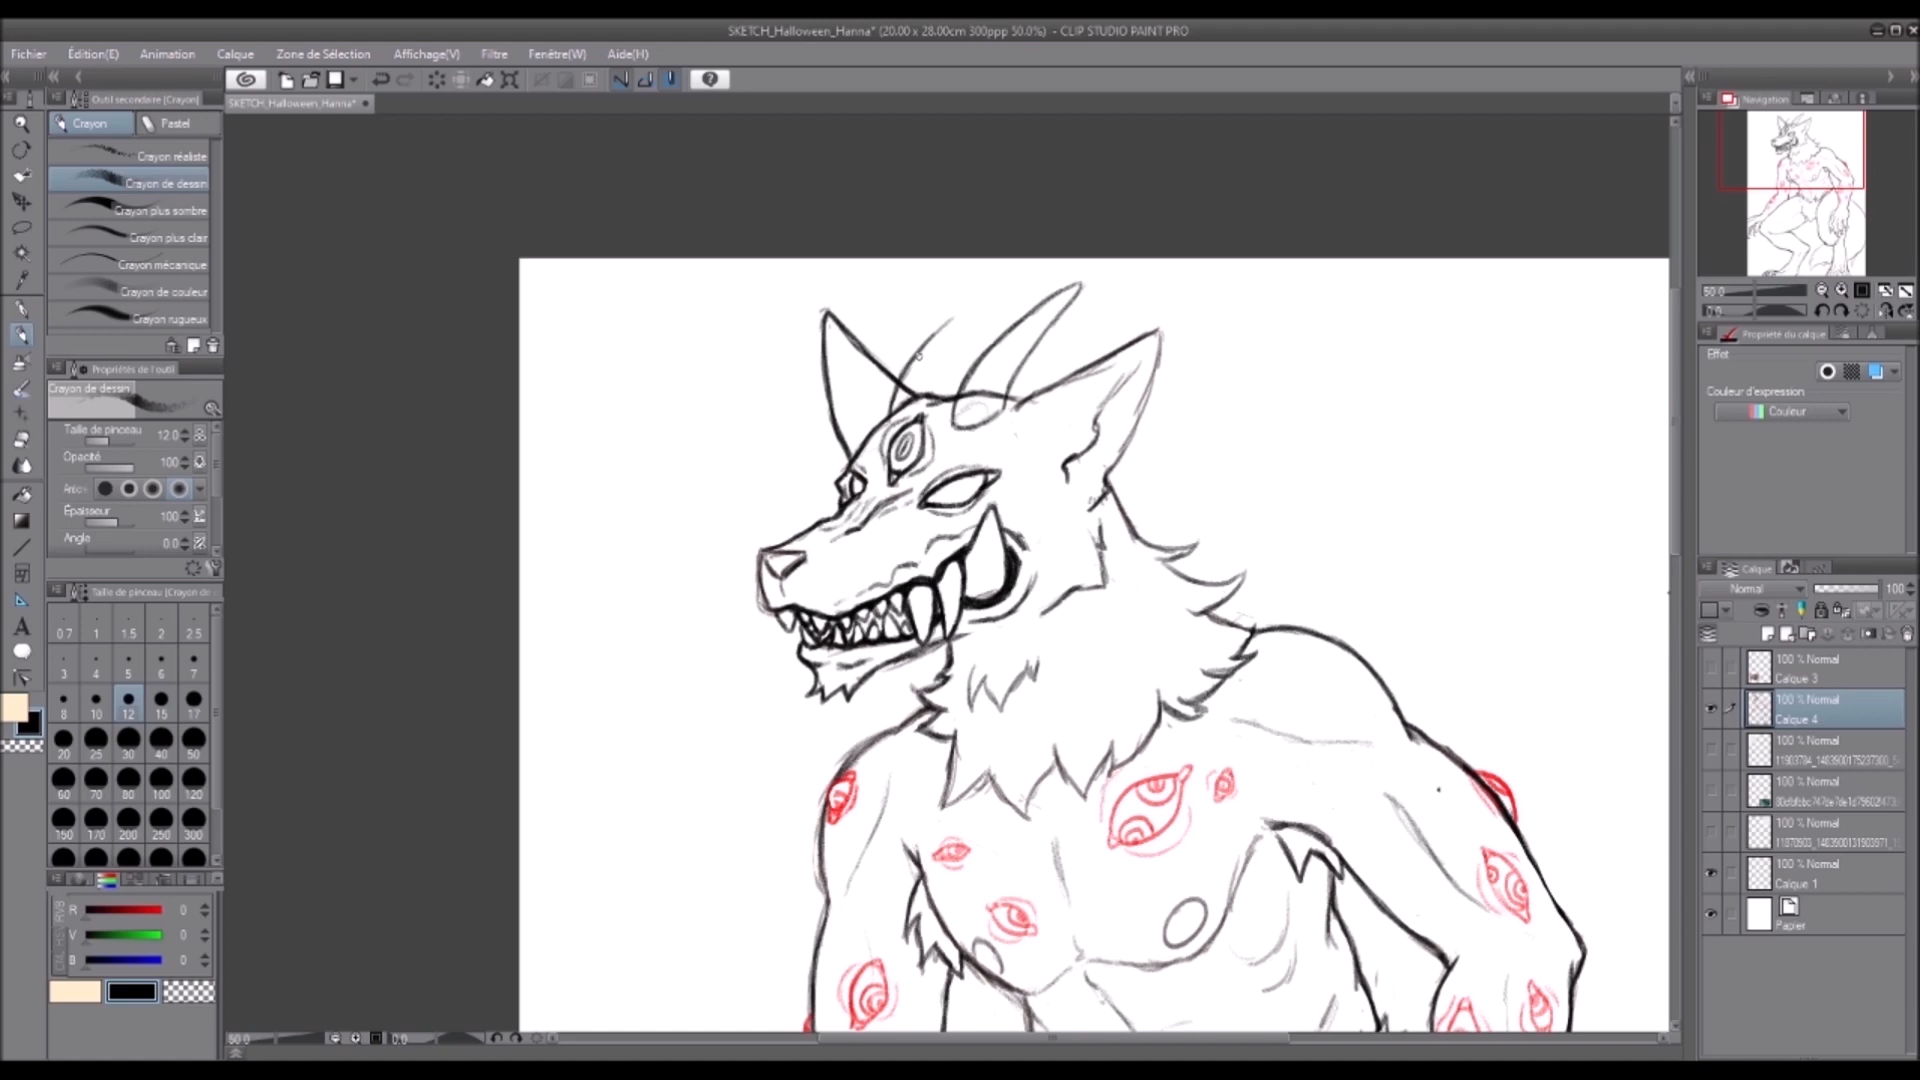 SKETCH_Halloween_Hanna* (20.00 x 28.00cm 300ppp 50.0%) - CLIP STUDIO PAINT PRO
Fichier Édition(E) Animation Calque Zone de Sélection Affichage(V) Filtre Fenêtre(W) Aide(H)
Outil secondaire [Crayon]
SKETCH_Halloween_Hanna*
Crayon Pastel
Crayon réaliste
Crayon de dessin
Crayon plus sombre
Crayon plus clair
Crayon mécanique
Crayon de couleur
Crayon rugueux
Propriétés de l'outil
Crayon de dessin
Taille de pinceau 12.0
Opacité 100
Épaisseur 100
Angle 0.0
Taille de pinceau [Crayon de
0.7 1 1.5 2 2.5
3 4 5 6 7
8 10 12 15 17
20 25 30 40 50
60 70 80 100 120
150 170 200 250 300
R 0
V 0
B 0
50.0 0.0
Navigation
50.0
0.0
Propriété du calque
Effet
Couleur d'expression
Couleur
Calque
Normal 100
100 % Normal
Calque 3
100 % Normal
Calque 4
100 % Normal
100 % Normal
100 % Normal
100 % Normal
Calque 1
Papier
A